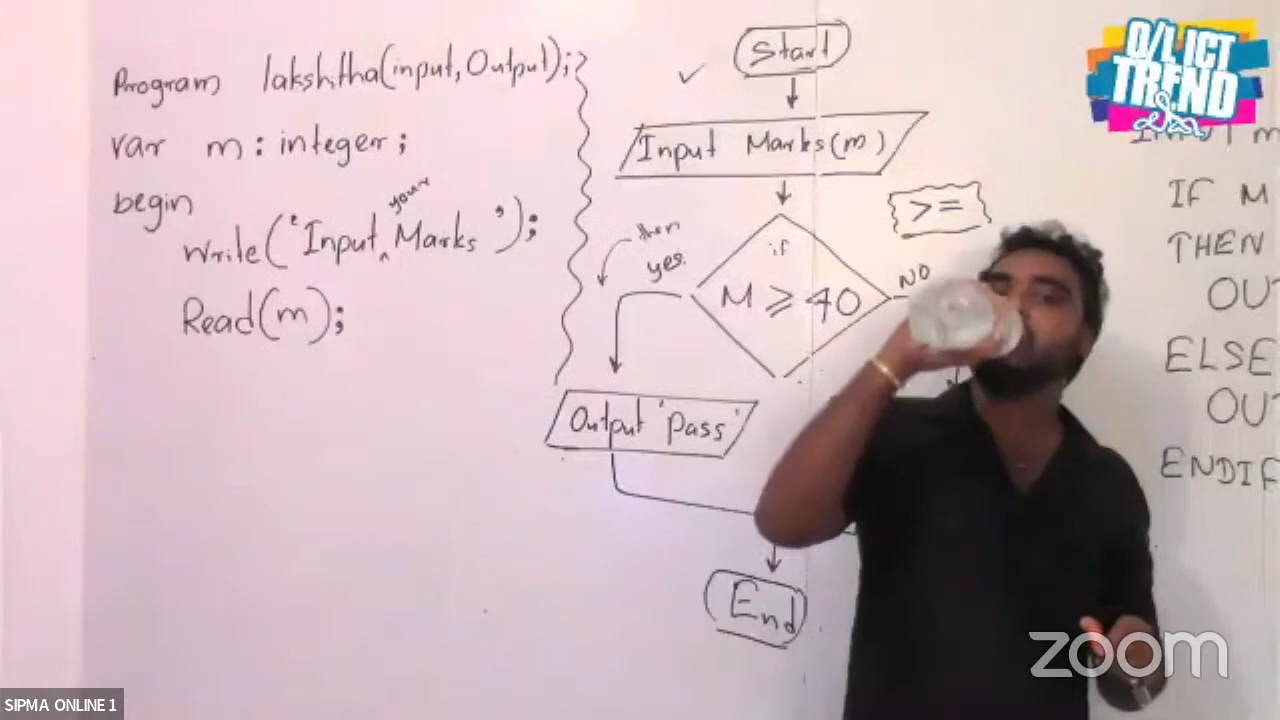 Program lakshitha(input, Output);
var m : integer ;
begin
Write('Input your Marks ');
Read(m);
Start
Input Marks(m)
>=
if
M ≥ 40
then
yes
NO
Output 'Pass'
End
O/L ICT
TREND
එක
IF M
THEN
OUT
ELSE
OUT
ENDIF
zoom
SIPMA ONLINE 1